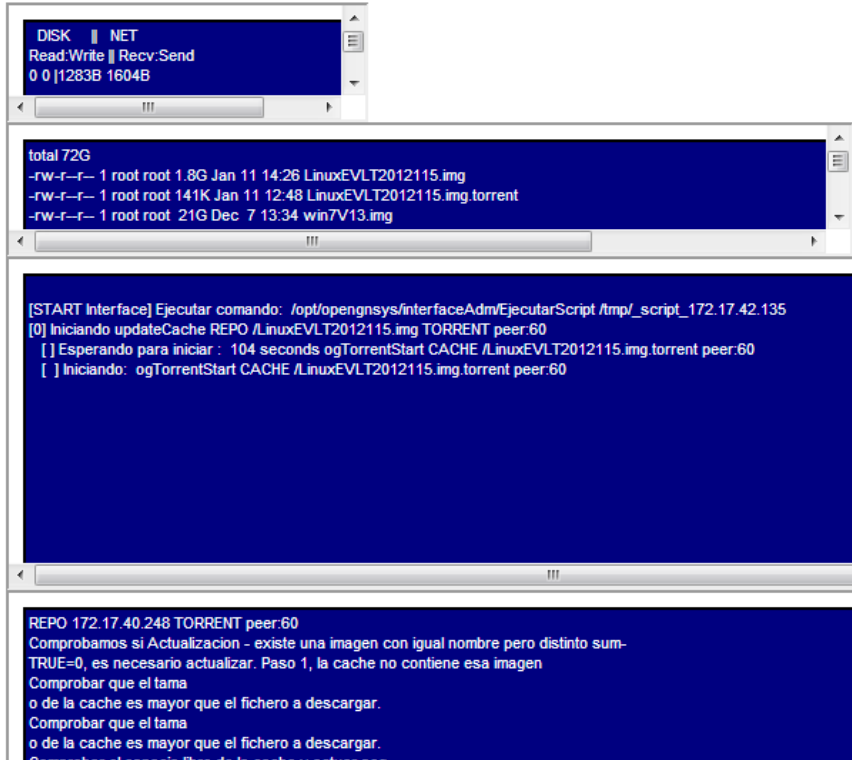 DISK || NET
Read:Write || Recv:Send
0 0 |1283B 1604B
total 72G
-rw-r--r-- 1 root root 1.8G Jan 11 14:26 LinuxEVLT2012115.img
-rw-r--r-- 1 root root 141K Jan 11 12:48 LinuxEVLT2012115.img.torrent
-rw-r--r-- 1 root root 21G Dec 7 13:34 win7V13.img
[START Interface] Ejecutar comando: /opt/opengnsys/interfaceAdm/EjecutarScript /tmp/_script_172.17.42.135
[0] Iniciando updateCache REPO /LinuxEVLT2012115.img TORRENT peer:60
[ ] Esperando para iniciar : 104 seconds ogTorrentStart CACHE /LinuxEVLT2012115.img.torrent peer:60
[ ] Iniciando: ogTorrentStart CACHE /LinuxEVLT2012115.img.torrent peer:60
REPO 172.17.40.248 TORRENT peer:60
Comprobamos si Actualizacion - existe una imagen con igual nombre pero distinto sum-
TRUE=0, es necesario actualizar. Paso 1, la cache no contiene esa imagen
Comprobar que el tama
o de la cache es mayor que el fichero a descargar.
Comprobar que el tama
o de la cache es mayor que el fichero a descargar.